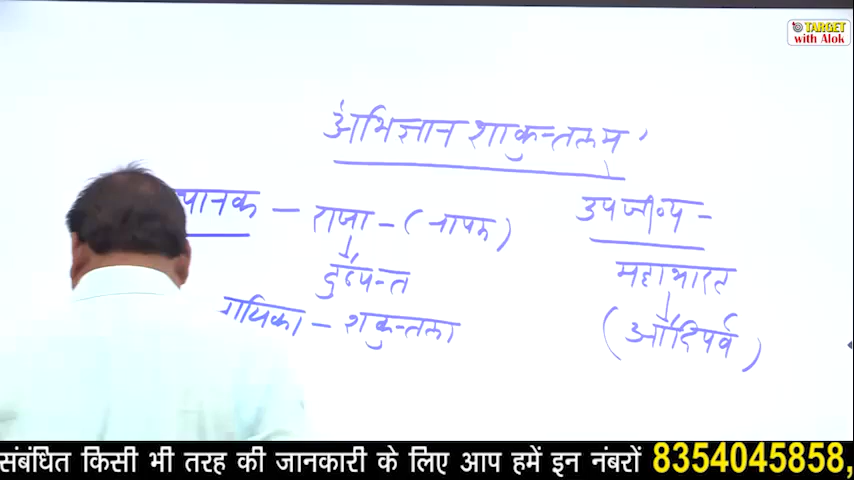 TARGET
with Alok
अभिज्ञान शाकुन्तलम्
राजा - (नायक)
उपजीव्य -
दुष्यन्त
महाभारत
शकुन्तला
(आदिपर्व)
संबंधित किसी भी तरह की जानकारी के लिए आप हमें इन नंबरों 8354045858,